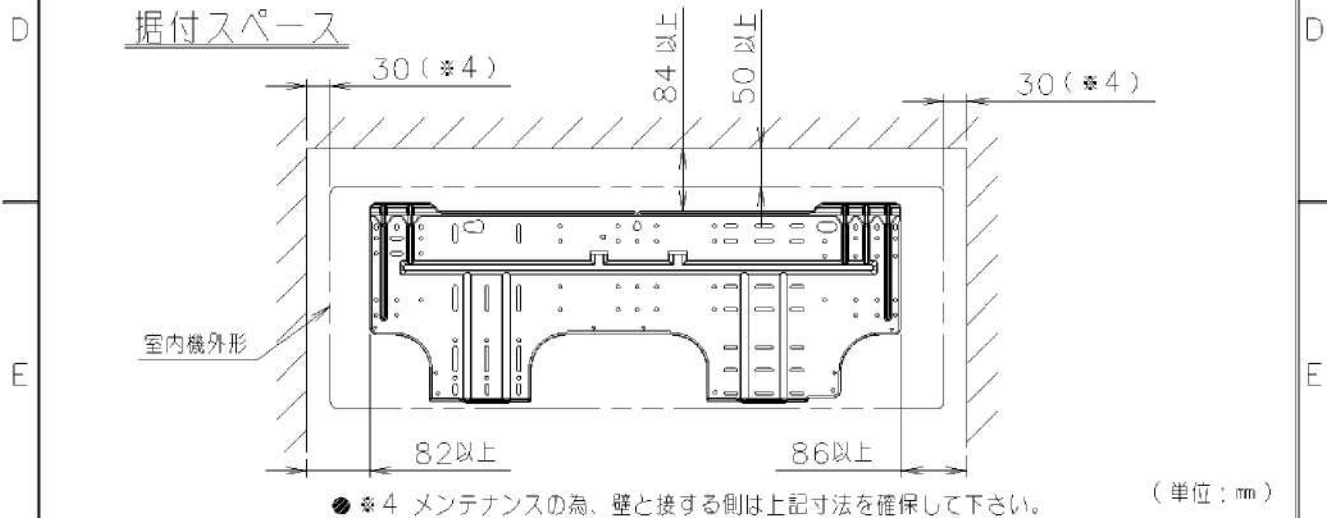 D
D
据付スペース
30(※4)
84以上
50以上
30(※4)
室内機外形
E
E
82以上
86以上
●※4 メンテナンスの為、壁と接する側は上記寸法を確保して下さい。
(単位:mm)